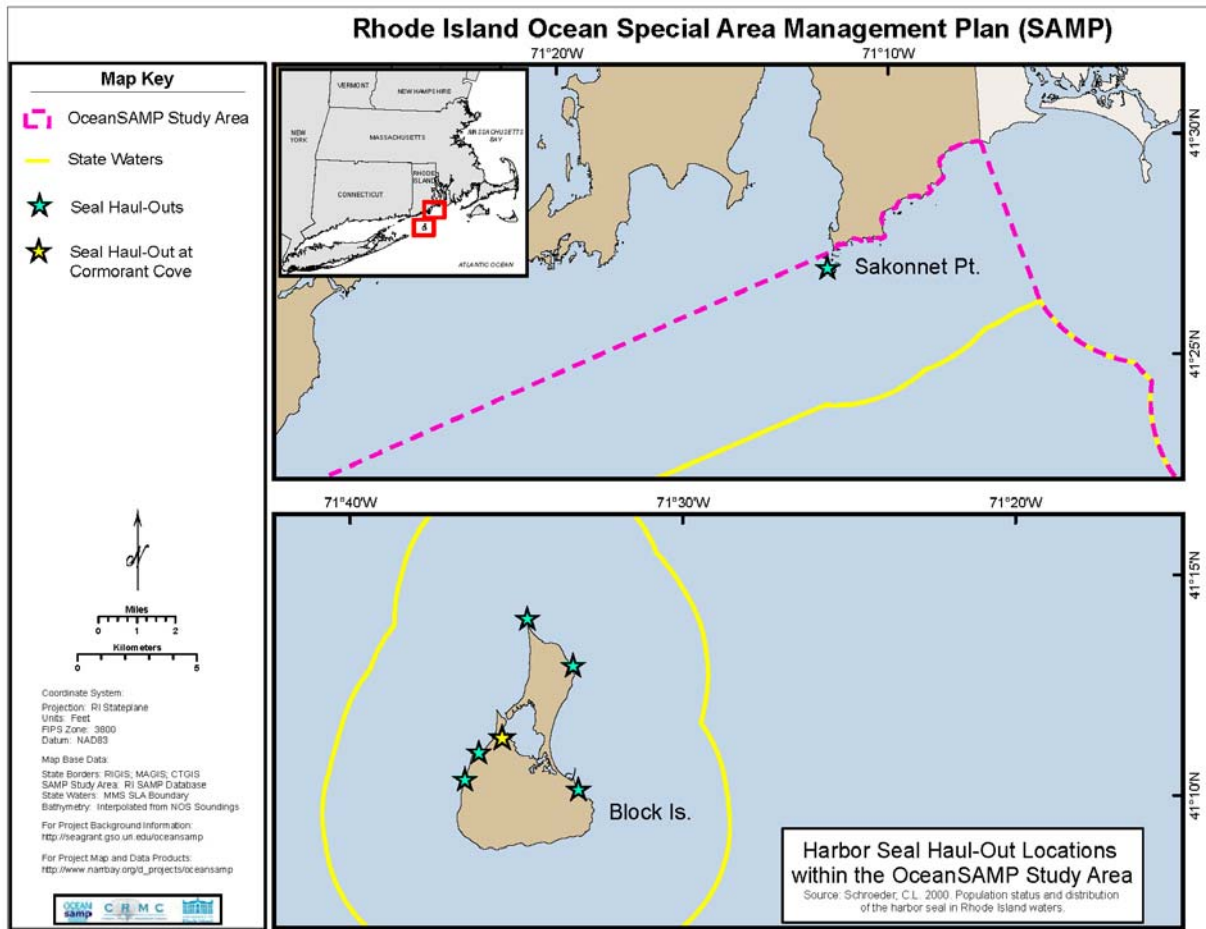 Rhode Island Ocean Special Area Management Plan (SAMP)
Map Key
OceanSAMP Study Area
State Waters
Seal Haul-Outs
Seal Haul-Out at
Cormorant Cove
Miles
0 1 2
Kilometers
0 5
Coordinate System:
Projection: RI Stateplane
Units: Feet
FIPS Zone: 3800
Datum: NAD83
Map Base Data:
State Borders: RIGIS; MAGIS; CTGIS
SAMP Study Area: RI SAMP Database
State Waters: MMS SLA Boundary
Bathymetry: Interpolated from NOS Soundings
For Project Background Information:
http://seagrant.gso.uri.edu/oceansamp
For Project Map and Data Products:
http://www.narrbay.org/d_projects/oceansamp
OCEAN
samp
C R M C
71°20'W
71°10'W
VERMONT
NEW HAMPSHIRE
NEW
YORK
MASSACHUSETTS
MASSACHUSETTS
BAY
CONNECTICUT
RHODE
ISLAND
ATLANTIC OCEAN
Sakonnet Pt.
41°30'N
41°25'N
71°40'W
71°30'W
71°20'W
41°15'N
41°10'N
Block Is.
Harbor Seal Haul-Out Locations
within the OceanSAMP Study Area
Source: Schroeder, C.L. 2000. Population status and distribution
of the harbor seal in Rhode Island waters.